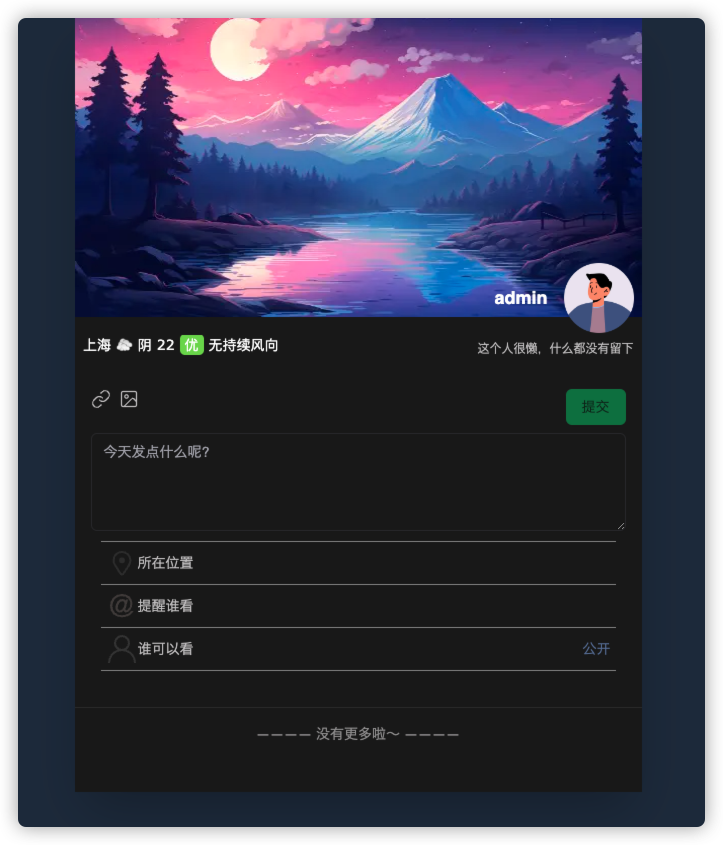 admin
上海 阴 22 优 无持续风向
这个人很懒，什么都没有留下
提交
今天发点什么呢?
所在位置
@ 提醒谁看
谁可以看 公开
———— 没有更多啦～ ————